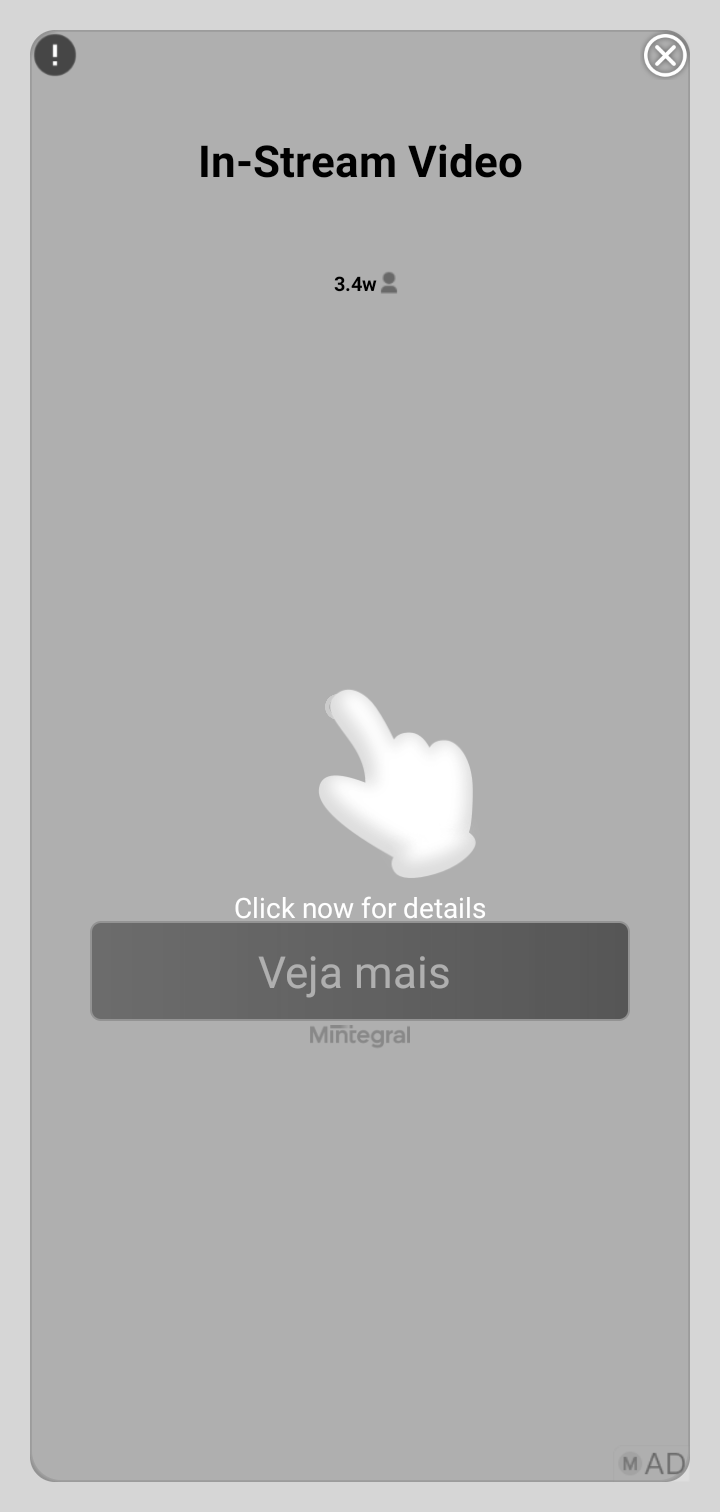 In-Stream Video
3.4w
Click now for details
Veja mais
Mintegral
M AD